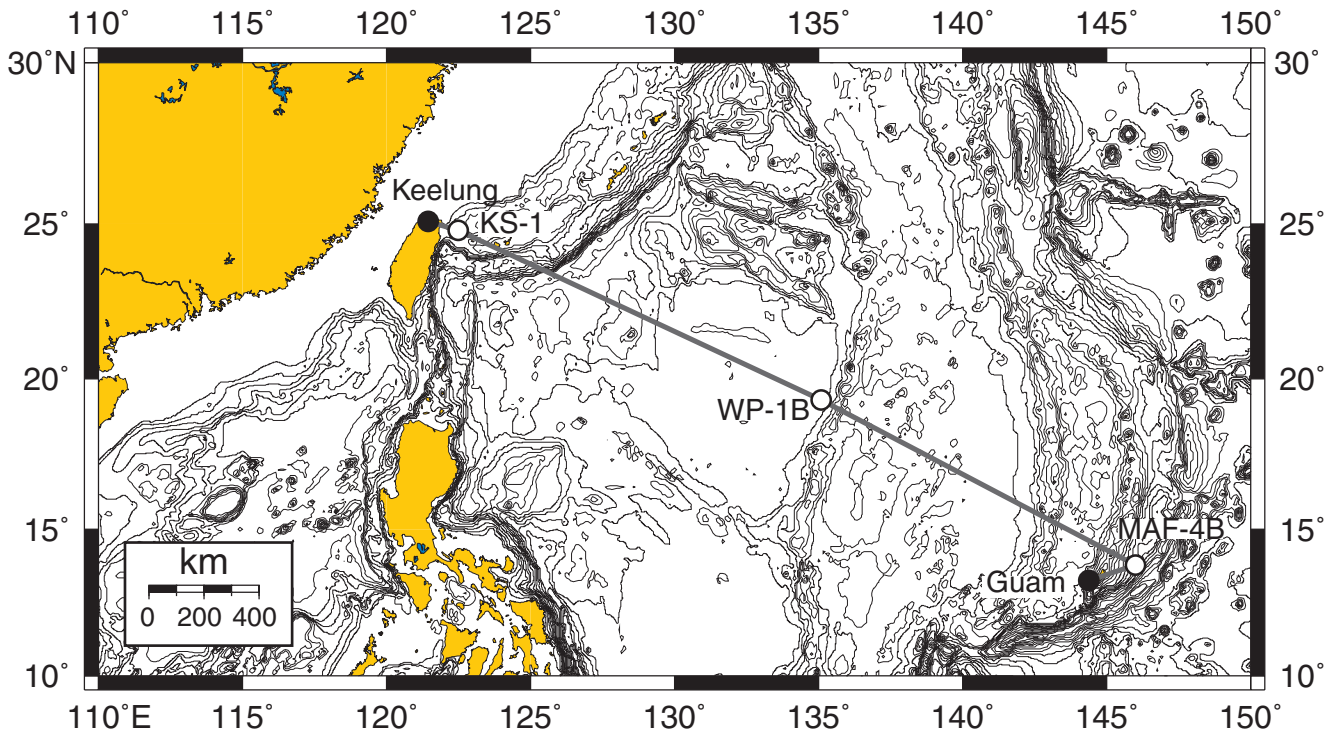 110˚ 115˚ 120˚ 125˚ 130˚ 135˚ 140˚ 145˚ 150˚
30˚N 30˚
Keelung
KS-1
25˚ 25˚
20˚ 20˚
WP-1B
15˚ 15˚
MAF-4B
km
Guam
0 200 400
10˚ 10˚
110˚E 115˚ 120˚ 125˚ 130˚ 135˚ 140˚ 145˚ 150˚